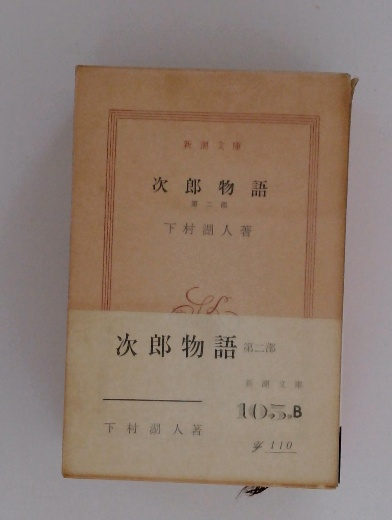 新潮文庫
次郎物語
第二部
下村湖人著
次郎物語 第二部
新潮文庫
103.B
下村湖人著
¥110